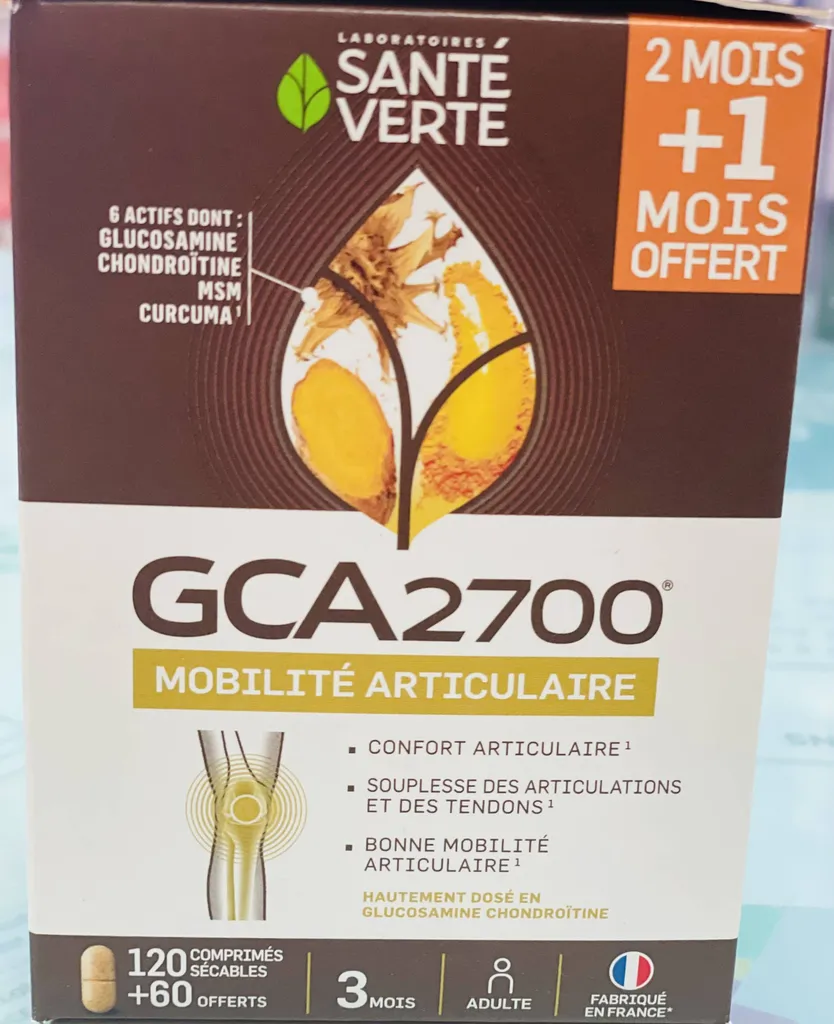 LABORATOIRES
SANTÉ
VERTE
2 MOIS
+1
MOIS
OFFERT
6 ACTIFS DONT :
GLUCOSAMINE
CHONDROÏTINE
MSM
CURCUMA¹
GCA2700®
MOBILITÉ ARTICULAIRE
▪ CONFORT ARTICULAIRE¹
▪ SOUPLESSE DES ARTICULATIONS
ET DES TENDONS¹
▪ BONNE MOBILITÉ
ARTICULAIRE¹
HAUTEMENT DOSÉ EN
GLUCOSAMINE CHONDROÏTINE
120 COMPRIMÉS
SÉCABLES
+60 OFFERTS
3 MOIS
ADULTE
FABRIQUÉ
EN FRANCE*